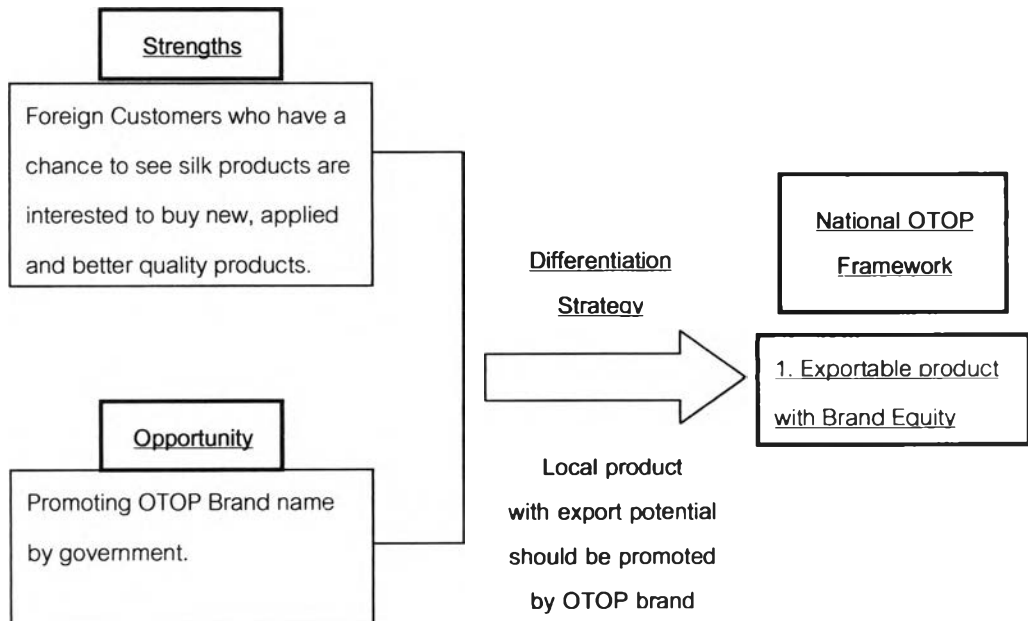 Strengths
Foreign Customers who have a
chance to see silk products are
interested to buy new, applied
and better quality products.
Opportunity
Promoting OTOP Brand name
by government.
Differentiation
Strategy
Local product
with export potential
should be promoted
by OTOP brand
National OTOP
Framework
1. Exportable product
with Brand Equity